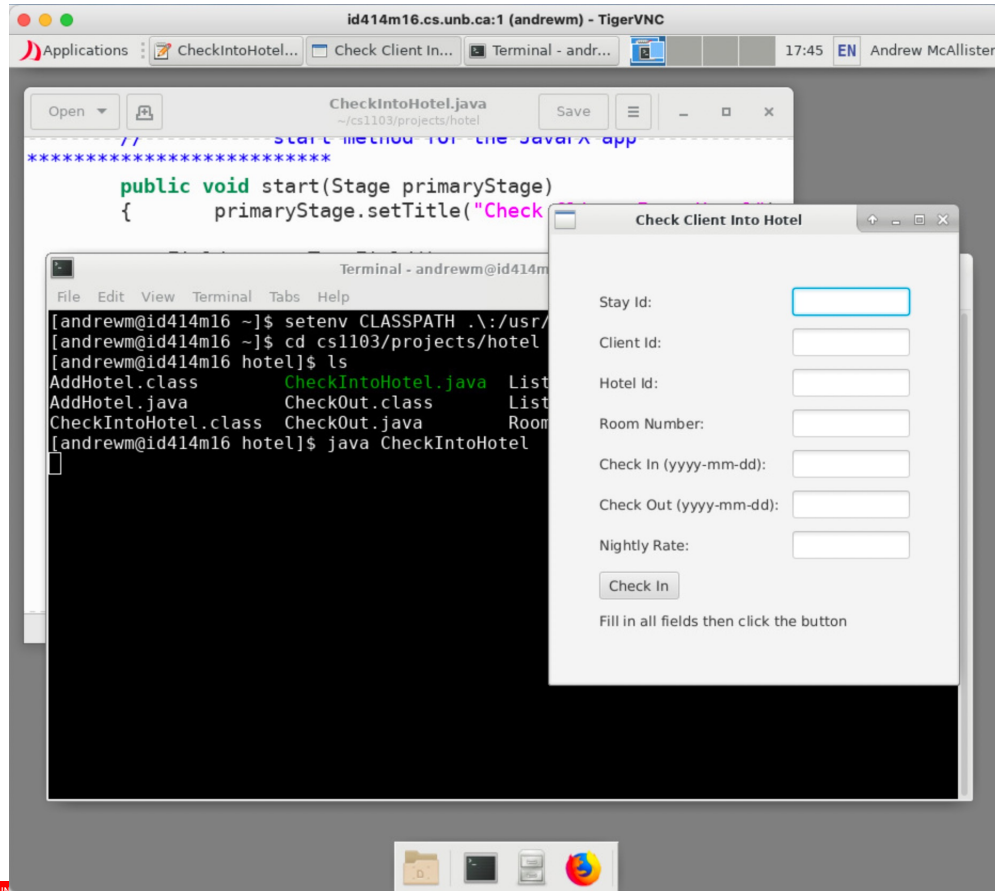 id414m16.cs.unb.ca:1 (andrewm) - TigerVNC
Applications CheckIntoHotel... Check Client In... Terminal - andr... 17:45 EN Andrew McAllister
Open CheckIntoHotel.java Save
~/cs1103/projects/hotel
// start method for the JavaFX app
**************************
public void start(Stage primaryStage)
{ primaryStage.setTitle("Check
Check Client Into Hotel
Terminal - andrewm@id414m
File Edit View Terminal Tabs Help
[andrewm@id414m16 ~]$ setenv CLASSPATH .\:/usr/
[andrewm@id414m16 ~]$ cd cs1103/projects/hotel
[andrewm@id414m16 hotel]$ ls
AddHotel.class CheckIntoHotel.java List
AddHotel.java CheckOut.class List
CheckIntoHotel.class CheckOut.java Room
[andrewm@id414m16 hotel]$ java CheckIntoHotel
Stay Id:
Client Id:
Hotel Id:
Room Number:
Check In (yyyy-mm-dd):
Check Out (yyyy-mm-dd):
Nightly Rate:
Check In
Fill in all fields then click the button